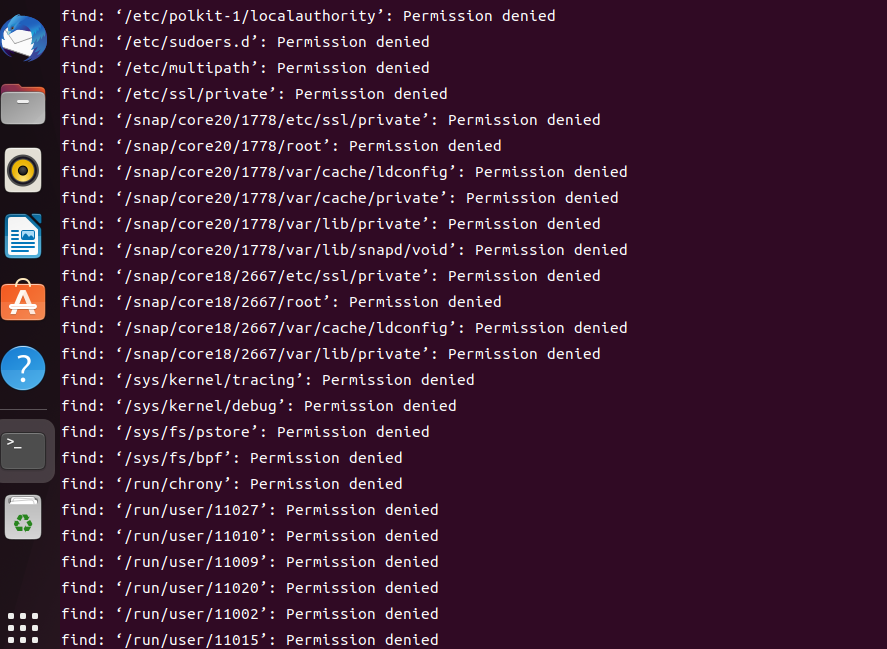 find: ‘/etc/polkit-1/localauthority’: Permission denied
find: ‘/etc/sudoers.d’: Permission denied
find: ‘/etc/multipath’: Permission denied
find: ‘/etc/ssl/private’: Permission denied
find: ‘/snap/core20/1778/etc/ssl/private’: Permission denied
find: ‘/snap/core20/1778/root’: Permission denied
find: ‘/snap/core20/1778/var/cache/ldconfig’: Permission denied
find: ‘/snap/core20/1778/var/cache/private’: Permission denied
find: ‘/snap/core20/1778/var/lib/private’: Permission denied
find: ‘/snap/core20/1778/var/lib/snapd/void’: Permission denied
find: ‘/snap/core18/2667/etc/ssl/private’: Permission denied
find: ‘/snap/core18/2667/root’: Permission denied
find: ‘/snap/core18/2667/var/cache/ldconfig’: Permission denied
find: ‘/snap/core18/2667/var/lib/private’: Permission denied
find: ‘/sys/kernel/tracing’: Permission denied
find: ‘/sys/kernel/debug’: Permission denied
find: ‘/sys/fs/pstore’: Permission denied
find: ‘/sys/fs/bpf’: Permission denied
find: ‘/run/chrony’: Permission denied
find: ‘/run/user/11027’: Permission denied
find: ‘/run/user/11010’: Permission denied
find: ‘/run/user/11009’: Permission denied
find: ‘/run/user/11020’: Permission denied
find: ‘/run/user/11002’: Permission denied
find: ‘/run/user/11015’: Permission denied